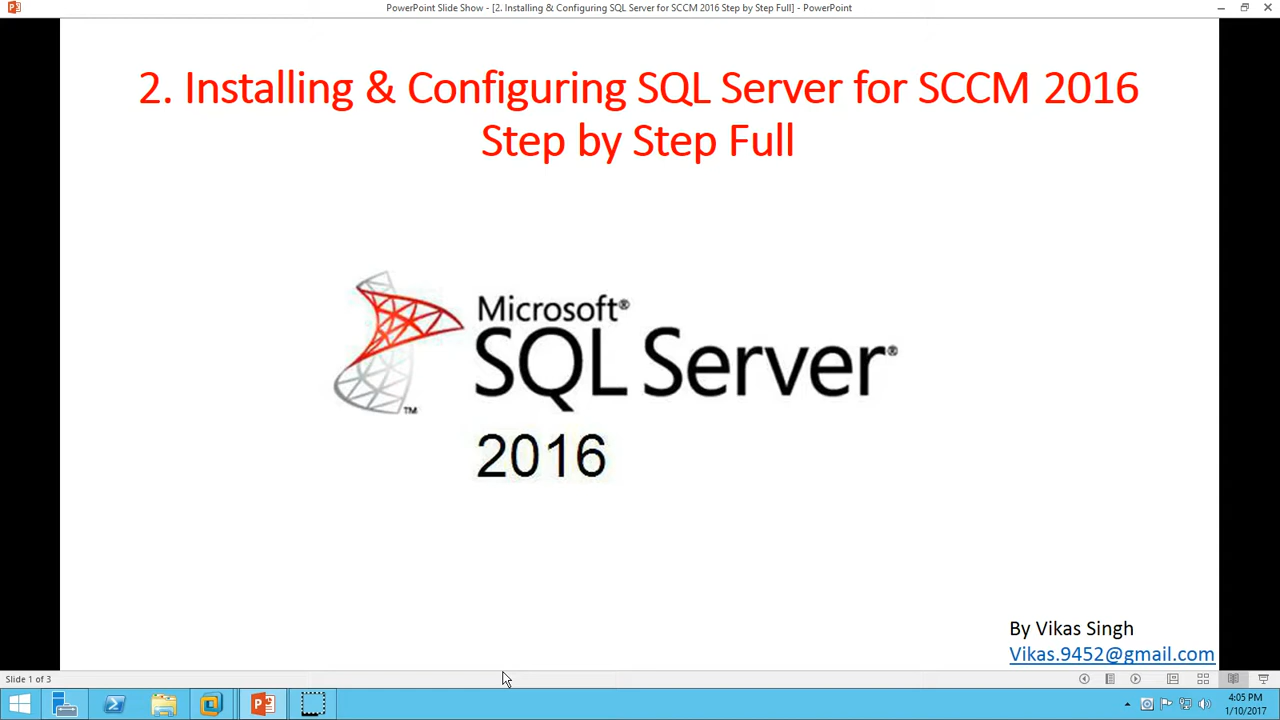 PowerPoint Slide Show - [2. Installing & Configuring SQL Server for SCCM 2016 Step by Step Full] - PowerPoint
2. Installing & Configuring SQL Server for SCCM 2016
Step by Step Full
Microsoft®
SQL Server®
™
2016
By Vikas Singh
Vikas.9452@gmail.com
Slide 1 of 3
4:05 PM
1/10/2017